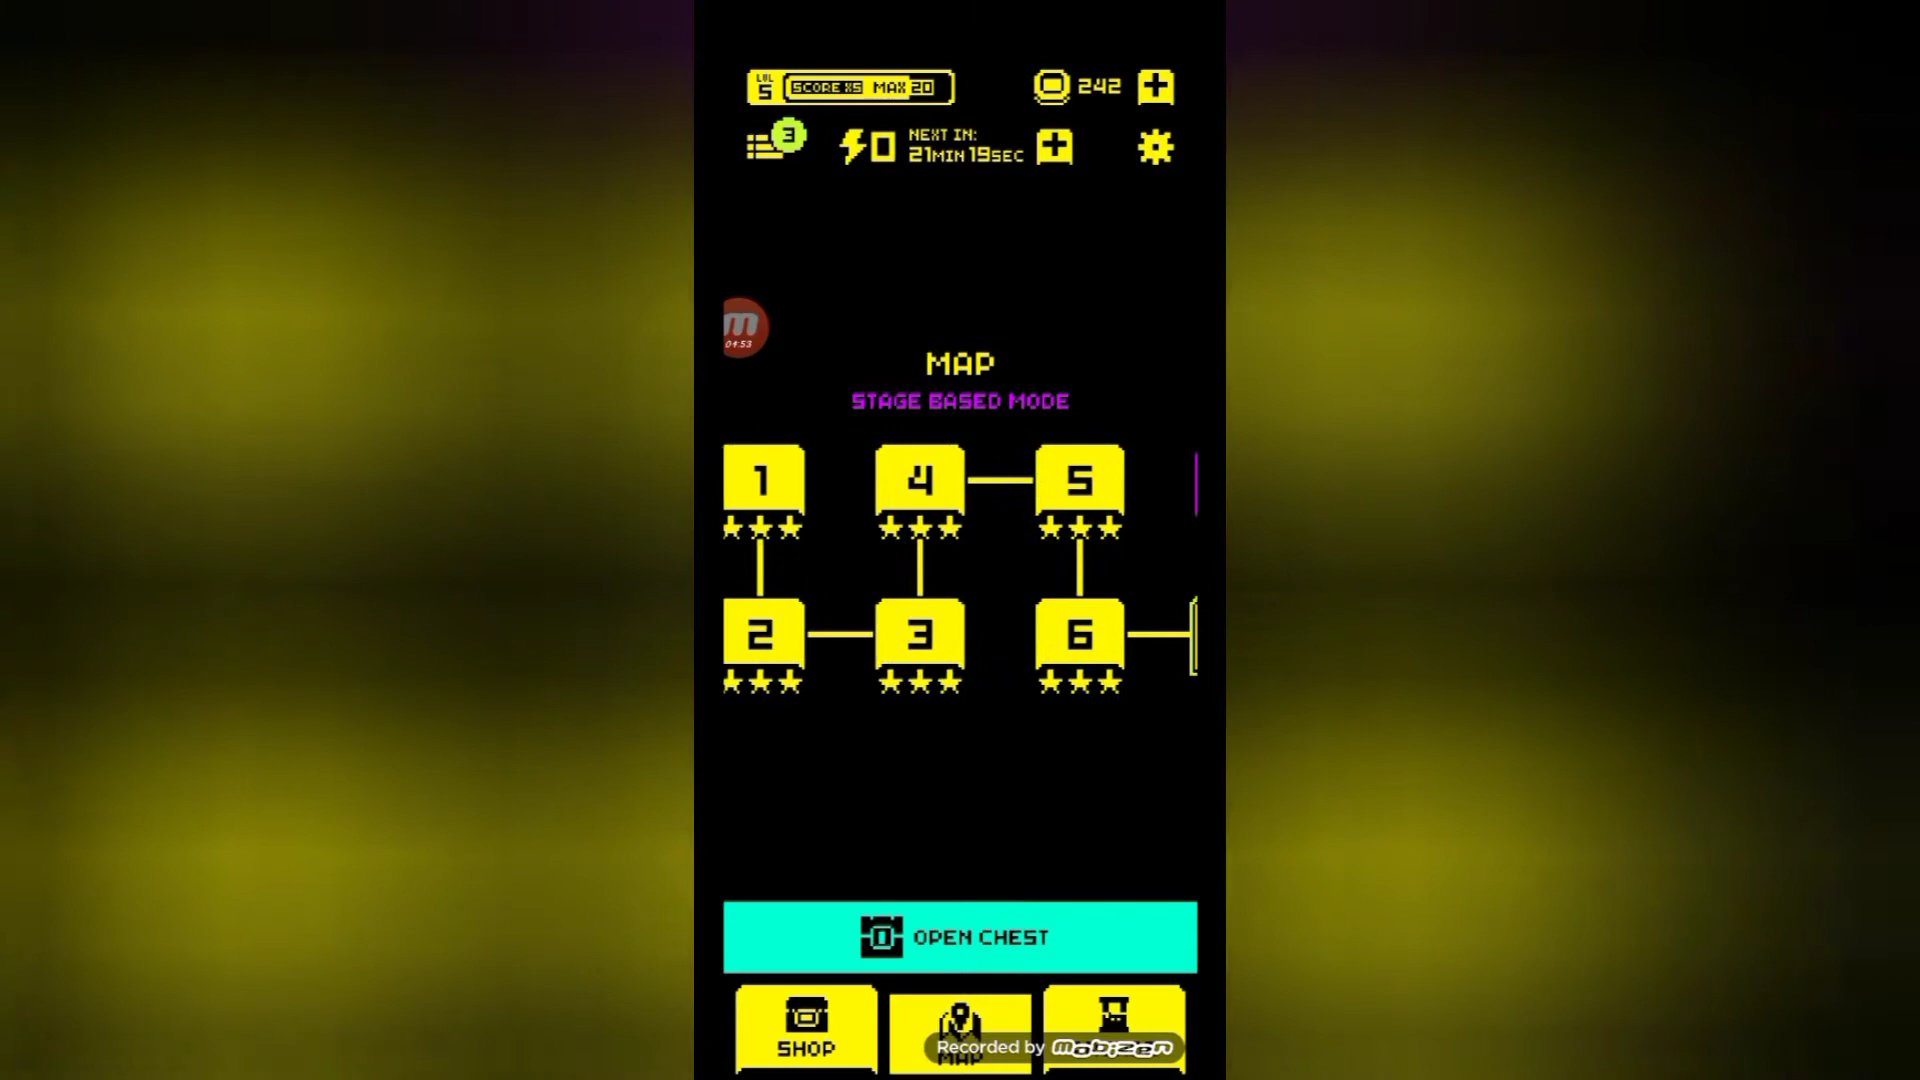 LVL
5
SCORE X5 MAX 20
242
3
0
NEXT IN:
21MIN 19SEC
m
04:53
MAP
STAGE BASED MODE
1
4
5
2
3
6
OPEN CHEST
SHOP
MAP
Recorded by mobizen